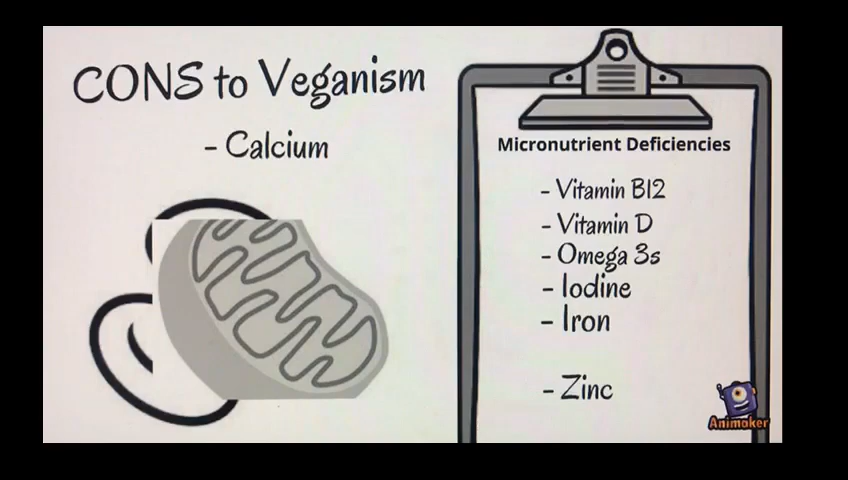 CONS to Veganism
- Calcium
Micronutrient Deficiencies
- Vitamin B12
- Vitamin D
- Omega 3s
- Iodine
- Iron
- Zinc
Animaker